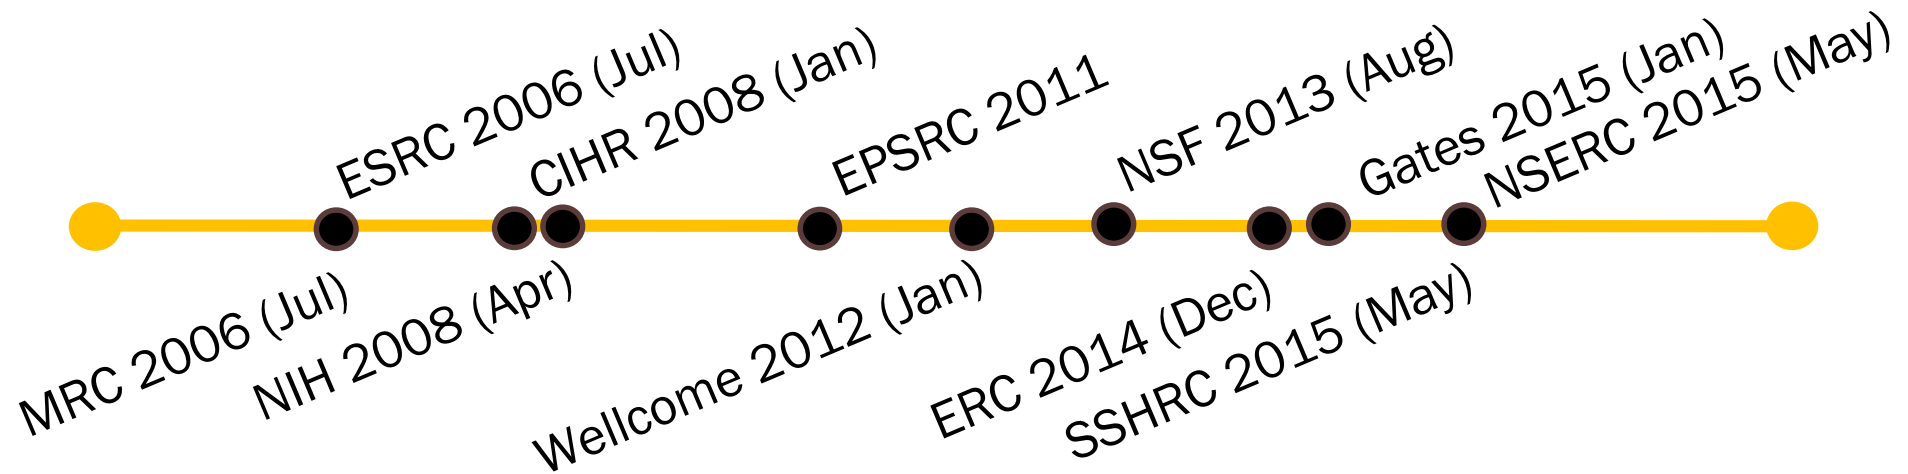 ESRC 2006 (Jul)
CIHR 2008 (Jan)
EPSRC 2011
NSF 2013 (Aug)
Gates 2015 (Jan)
NSERC 2015 (May)
MRC 2006 (Jul)
NIH 2008 (Apr)
Wellcome 2012 (Jan)
ERC 2014 (Dec)
SSHRC 2015 (May)